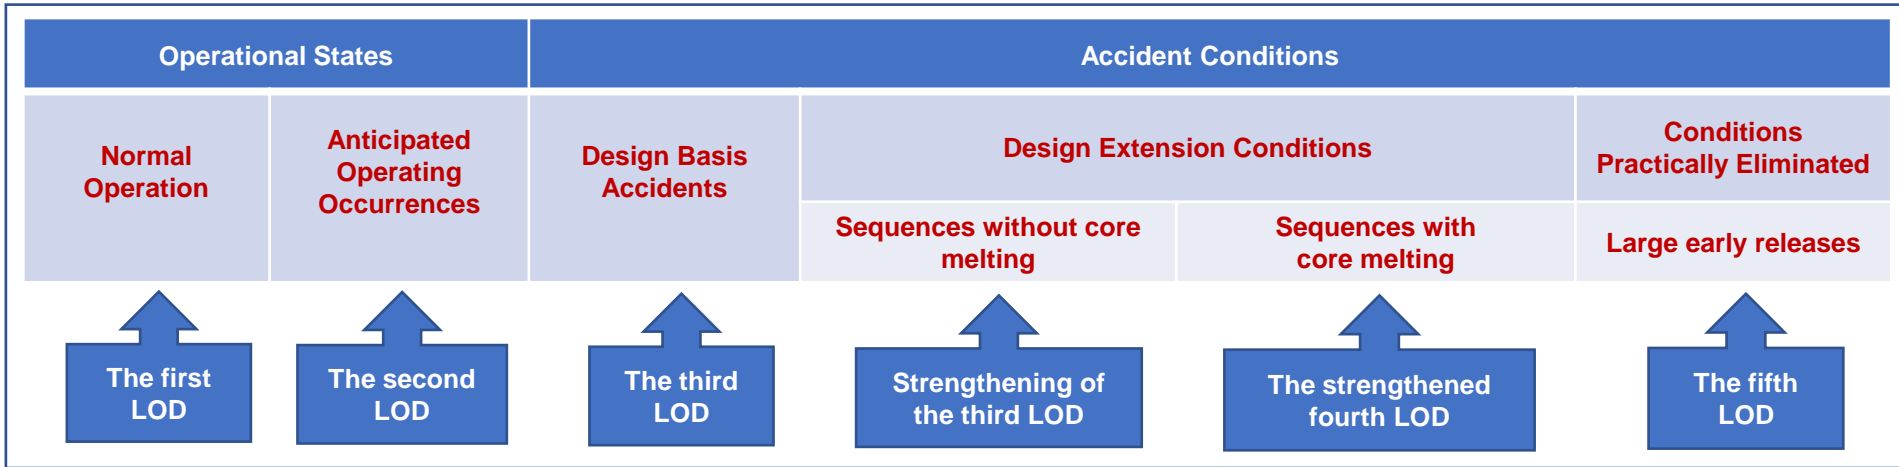 Operational States
Accident Conditions
Normal
Operation
Anticipated
Operating
Occurrences
Design Basis
Accidents
Design Extension Conditions
Conditions
Practically Eliminated
Sequences without core
melting
Sequences with
core melting
Large early releases
The first
LOD
The second
LOD
The third
LOD
Strengthening of
the third LOD
The strengthened
fourth LOD
The fifth
LOD